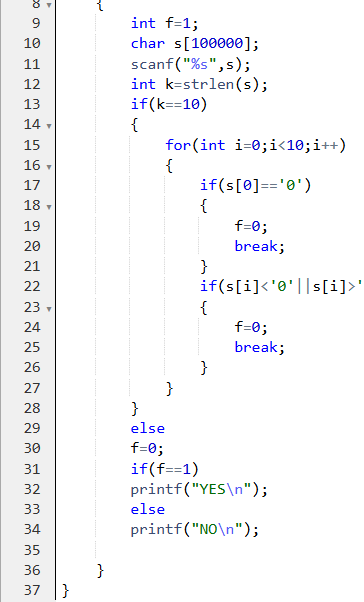 8 {
9 int f=1;
10 char s[100000];
11 scanf("%s",s);
12 int k=strlen(s);
13 if(k==10)
14 {
15 for(int i=0;i<10;i++)
16 {
17 if(s[0]=='0')
18 {
19 f=0;
20 break;
21 }
22 if(s[i]<'0'||s[i]>'
23 {
24 f=0;
25 break;
26 }
27 }
28 }
29 else
30 f=0;
31 if(f==1)
32 printf("YES\n");
33 else
34 printf("NO\n");
35
36 }
37 }